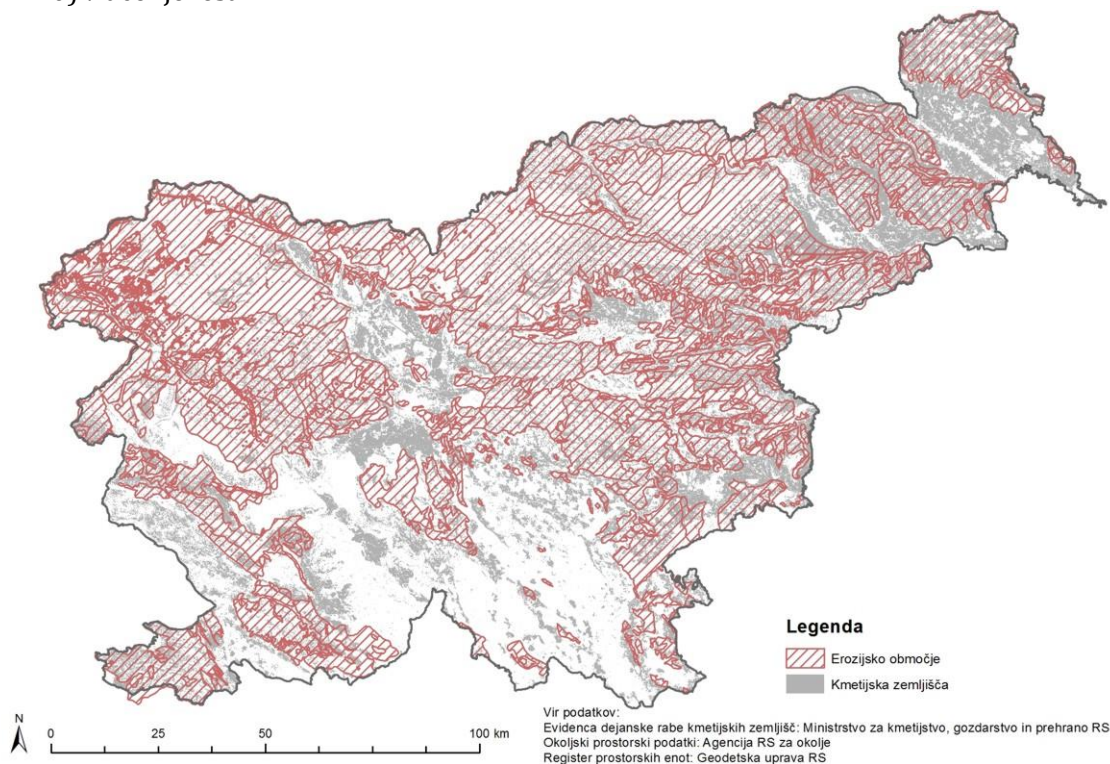 Legenda
Erozijsko območje
Kmetijska zemljišča
N
0 25 50 100 km
Vir podatkov:
Evidenca dejanske rabe kmetijskih zemljišč: Ministrstvo za kmetijstvo, gozdarstvo in prehrano RS
Okoljski prostorski podatki: Agencija RS za okolje
Register prostorskih enot: Geodetska uprava RS